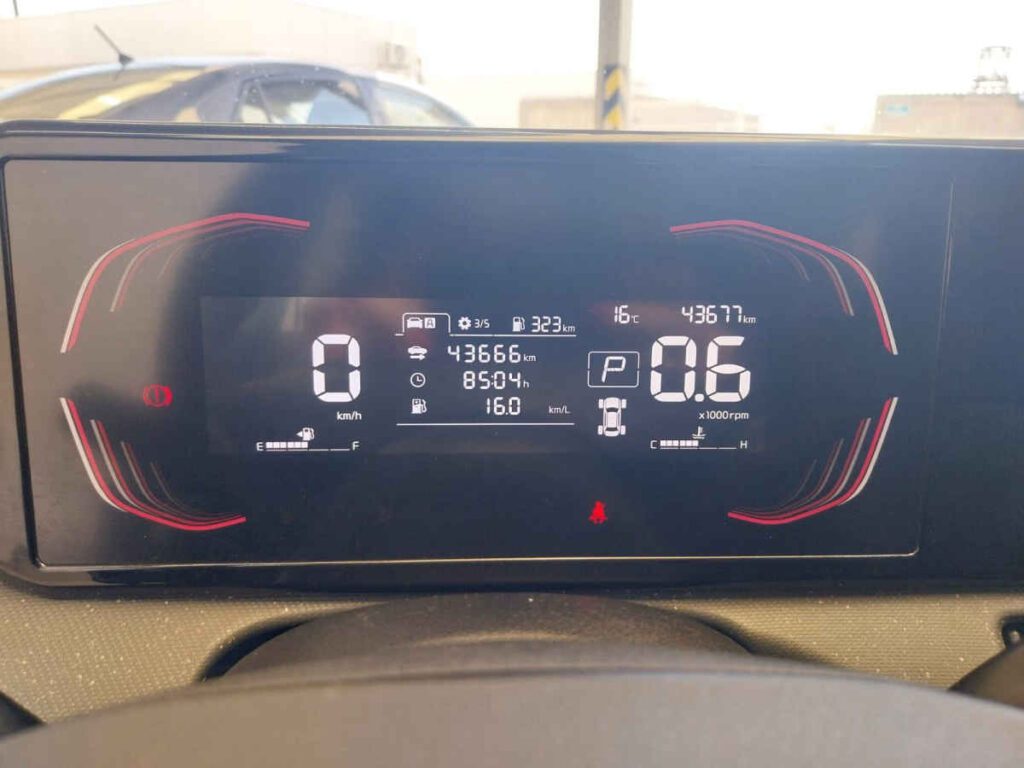 16°C 43677km
A 3/5 323km
43666km
0 85:04h P 0.6
16.0 km/L
km/h x1000rpm
E F C H